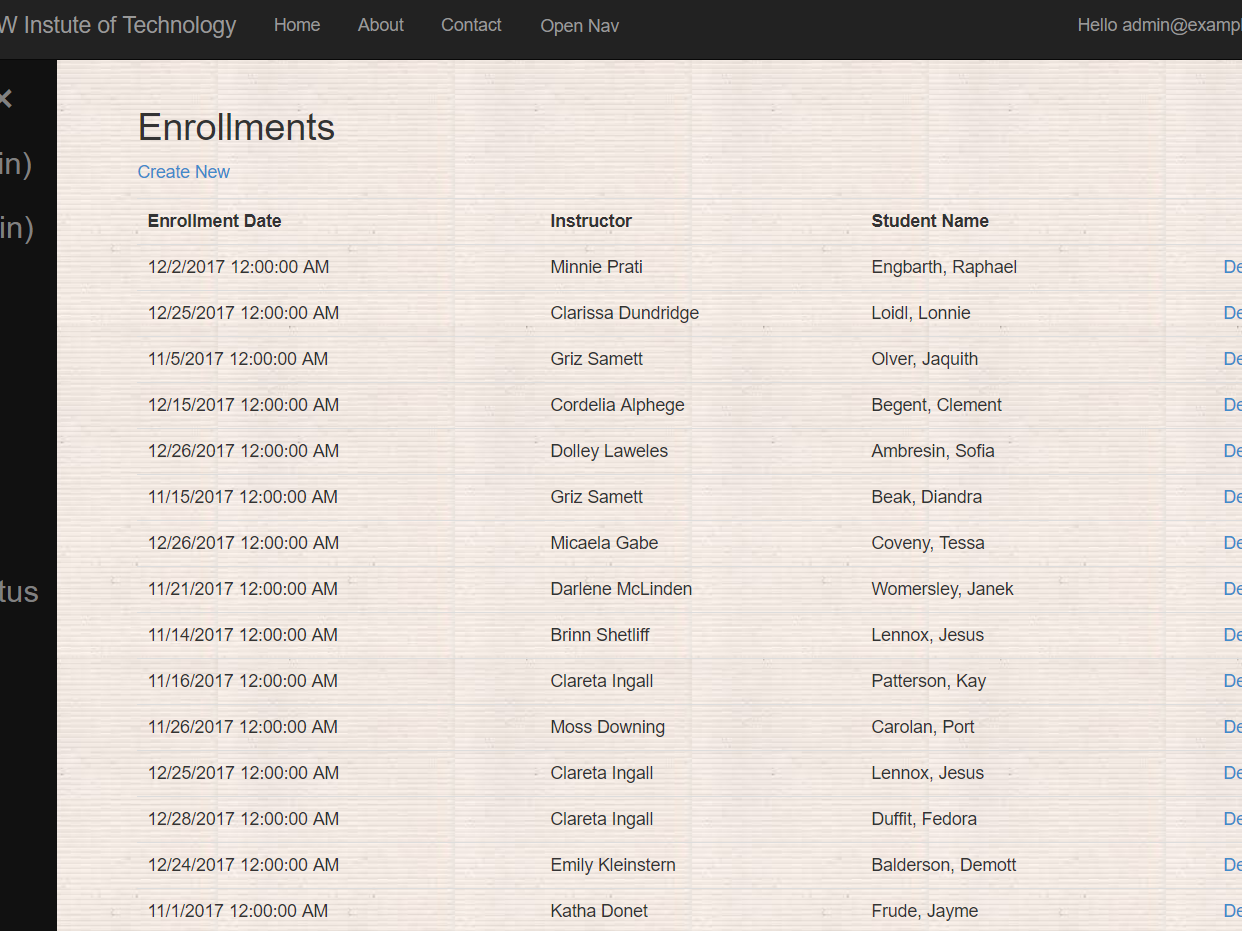 W Instute of Technology Home About Contact Open Nav Hello admin@exampl
in)
in)
tus
Enrollments
Create New
Enrollment Date Instructor Student Name
12/2/2017 12:00:00 AM Minnie Prati Engbarth, Raphael De
12/25/2017 12:00:00 AM Clarissa Dundridge Loidl, Lonnie De
11/5/2017 12:00:00 AM Griz Samett Olver, Jaquith De
12/15/2017 12:00:00 AM Cordelia Alphege Begent, Clement De
12/26/2017 12:00:00 AM Dolley Laweles Ambresin, Sofia De
11/15/2017 12:00:00 AM Griz Samett Beak, Diandra De
12/26/2017 12:00:00 AM Micaela Gabe Coveny, Tessa De
11/21/2017 12:00:00 AM Darlene McLinden Womersley, Janek De
11/14/2017 12:00:00 AM Brinn Shetliff Lennox, Jesus De
11/16/2017 12:00:00 AM Clareta Ingall Patterson, Kay De
11/26/2017 12:00:00 AM Moss Downing Carolan, Port De
12/25/2017 12:00:00 AM Clareta Ingall Lennox, Jesus De
12/28/2017 12:00:00 AM Clareta Ingall Duffit, Fedora De
12/24/2017 12:00:00 AM Emily Kleinstern Balderson, Demott De
11/1/2017 12:00:00 AM Katha Donet Frude, Jayme De